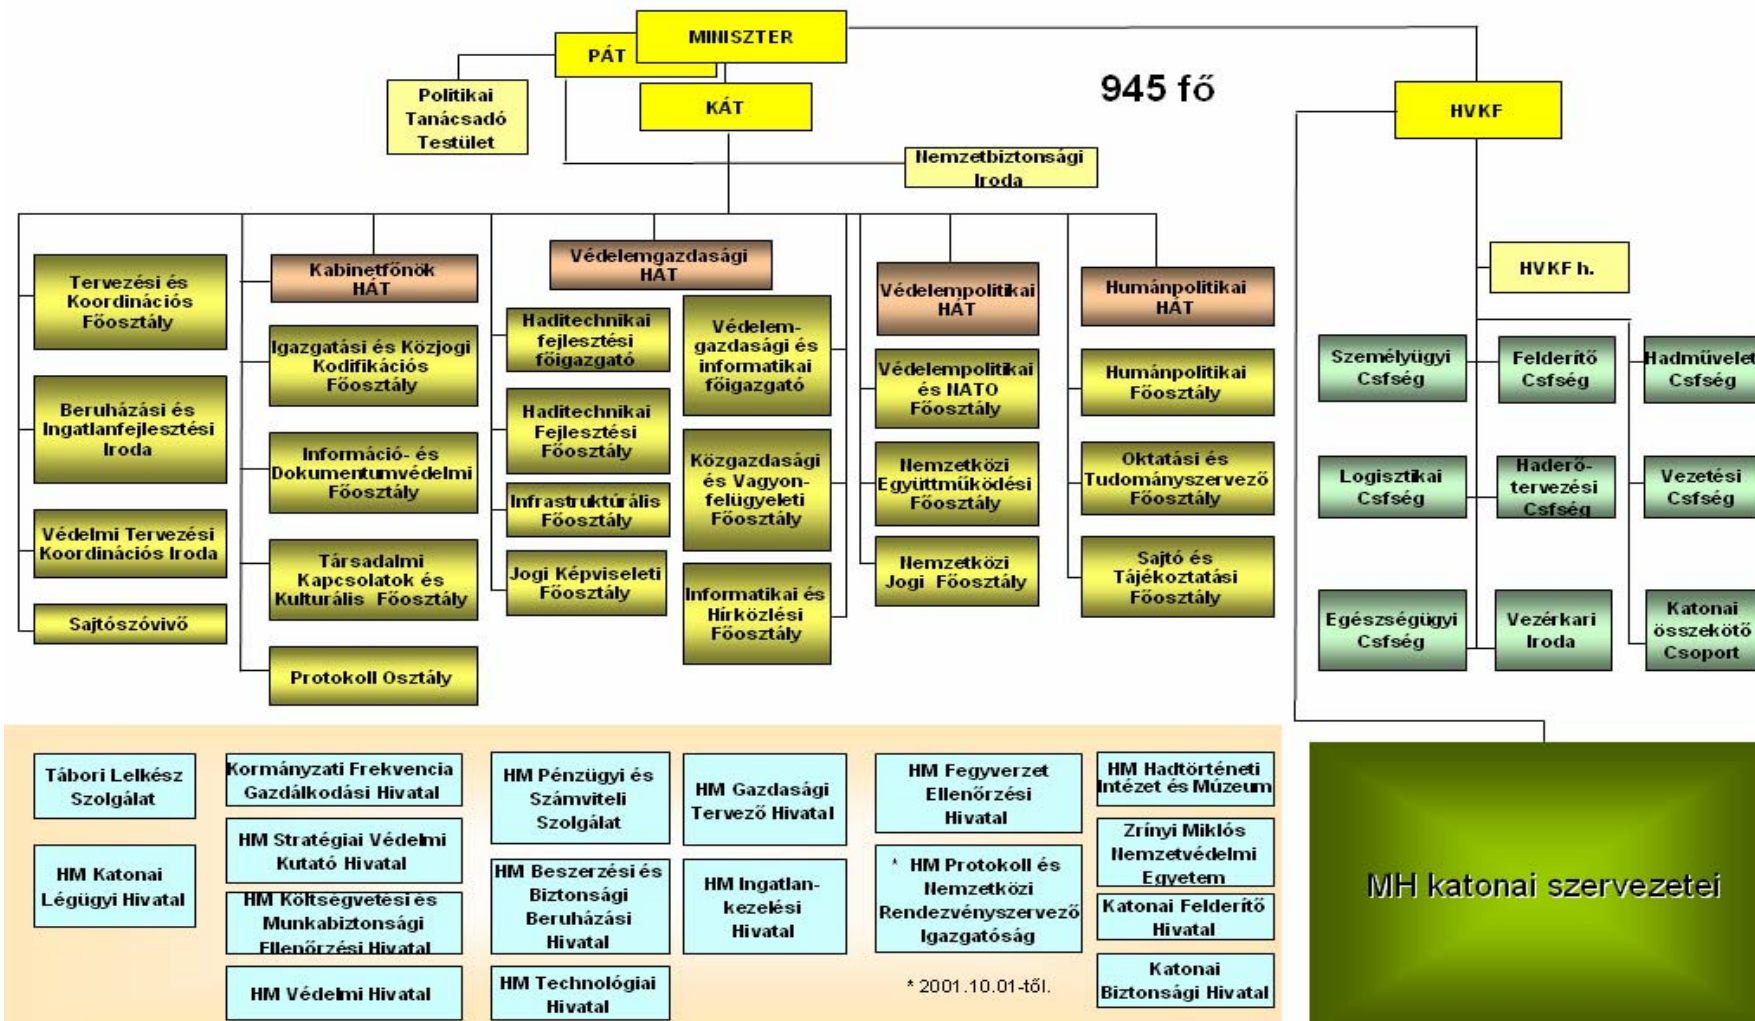 MINISZTER
PÁT
KÁT
Politikai
Tanácsadó
Testület
945 fő
HVKF
Nemzetbiztonsági
Iroda
HVKF h.
Tervezési és
Koordinációs
Főosztály
Beruházási és
Ingatlanfejlesztési
Iroda
Védelmi Tervezési
Koordinációs Iroda
Sajtószóvivő
Kabinetfőnök
HÁT
Igazgatási és Közjogi
Kodifikációs
Főosztály
Információ- és
Dokumentumvédelmi
Főosztály
Társadalmi
Kapcsolatok és
Kulturális Főosztály
Protokoll Osztály
Védelemgazdasági
HÁT
Haditechnikai
fejlesztési
főigazgató
Haditechnikai
Fejlesztési
Főosztály
Infrastruktúrális
Főosztály
Jogi Képviseleti
Főosztály
Védelem-
gazdasági és
informatikai
főigazgató
Közgazdasági
és Vagyon-
felügyeleti
Főosztály
Informatikai és
Hírközlési
Főosztály
Védelempolitikai
HÁT
Védelempolitikai
és NATO
Főosztály
Nemzetközi
Együttműködési
Főosztály
Nemzetközi
Jogi Főosztály
Humánpolitikai
HÁT
Humánpolitikai
Főosztály
Oktatási és
Tudományszervező
Főosztály
Sajtó és
Tájékoztatási
Főosztály
Személyügyi
Csfség
Felderítő
Csfség
Hadművelet
Csfség
Logisztikai
Csfség
Haderő-
tervezési
Csfség
Vezetési
Csfség
Egészségügyi
Csfség
Vezérkari
Iroda
Katonai
összekötő
Csoport
Tábori Lelkész
Szolgálat
HM Katonai
Légügyi Hivatal
Kormányzati Frekvencia
Gazdálkodási Hivatal
HM Stratégiai Védelmi
Kutató Hivatal
HM Költségvetési és
Munkabiztonsági
Ellenőrzési Hivatal
HM Védelmi Hivatal
HM Pénzügyi és
Számviteli
Szolgálat
HM Beszerzési és
Biztonsági
Beruházási
Hivatal
HM Technológiai
Hivatal
HM Gazdasági
Tervező Hivatal
HM Ingatlan-
kezelési
Hivatal
HM Fegyverzet
Ellenőrzési
Hivatal
* HM Protokoll és
Nemzetközi
Rendezvényszervező
Igazgatóság
* 2001.10.01-től.
HM Hadtörténeti
Intézet és Múzeum
Zrínyi Miklós
Nemzetvédelmi
Egyetem
Katonai Felderítő
Hivatal
Katonai
Biztonsági Hivatal
MH katonai szervezetei